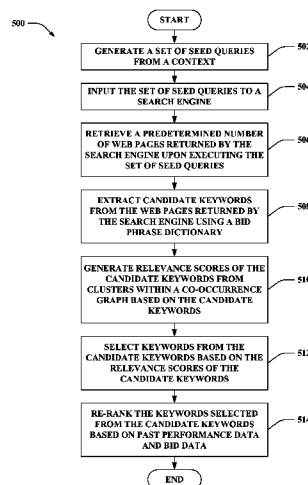 500
START
GENERATE A SET OF SEED QUERIES
FROM A CONTEXT
502
INPUT THE SET OF SEED QUERIES TO A
SEARCH ENGINE
504
RETRIEVE A PREDETERMINED NUMBER
OF WEB PAGES RETURNED BY THE
SEARCH ENGINE UPON EXECUTING THE
SET OF SEED QUERIES
506
EXTRACT CANDIDATE KEYWORDS
FROM THE WEB PAGES RETURNED BY
THE SEARCH ENGINE USING A BID
PHRASE DICTIONARY
508
GENERATE RELEVANCE SCORES OF THE
CANDIDATE KEYWORDS FROM
CLUSTERS WITHIN A CO-OCCURRENCE
GRAPH BASED ON THE CANDIDATE
KEYWORDS
510
SELECT KEYWORDS FROM THE
CANDIDATE KEYWORDS BASED ON THE
RELEVANCE SCORES OF THE
CANDIDATE KEYWORDS
512
RE-RANK THE KEYWORDS SELECTED
FROM THE CANDIDATE KEYWORDS
BASED ON PAST PERFORMANCE DATA
AND BID DATA
514
END